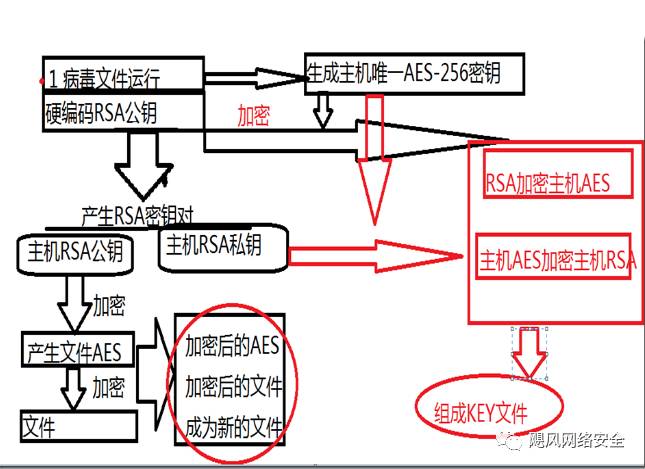 1 病毒文件运行
生成主机唯一AES-256密钥
硬编码RSA公钥
加密
RSA加密主机AES
产生RSA密钥对
主机RSA公钥
主机RSA私钥
主机AES加密主机RSA
加密
产生文件AES
加密后的AES
加密
加密后的文件
组成KEY文件
文件
成为新的文件
飓风网络安全